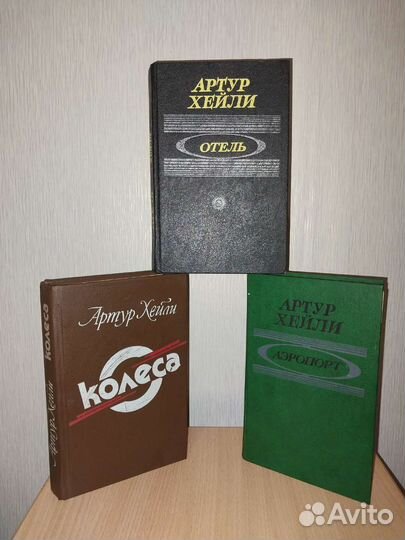 АРТУР
ХЕЙЛИ
ОТЕЛЬ
Артур Хейли
колеса
Артур Хейли колеса
АРТУР
ХЕЙЛИ
АЭРОПОРТ
Avito